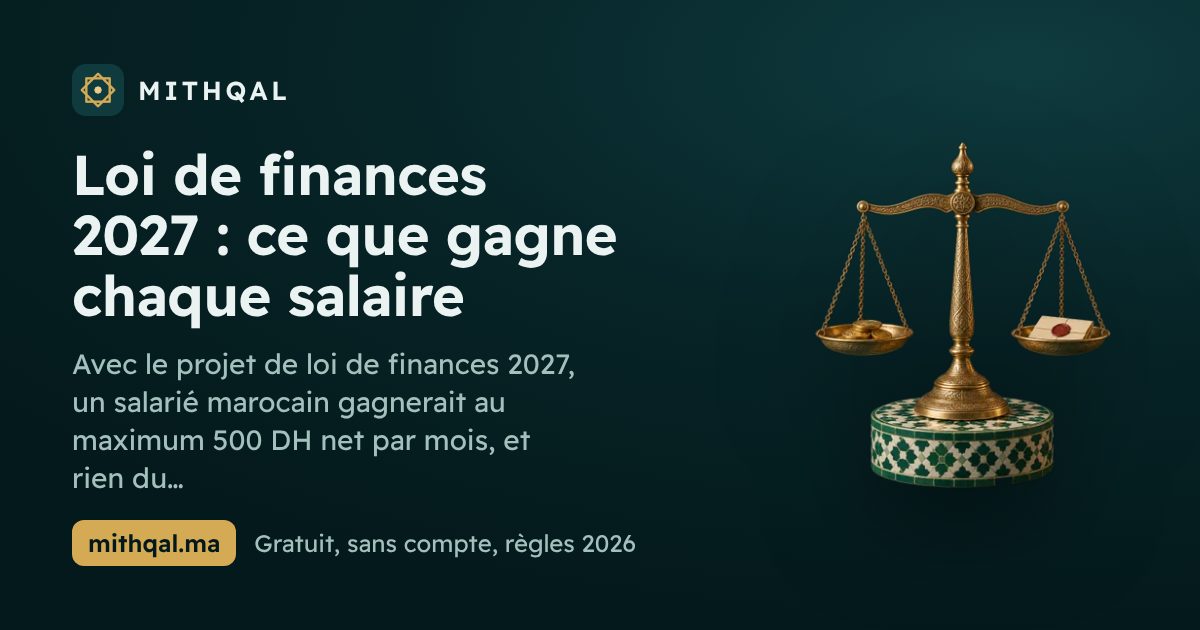 MITHQAL
Loi de finances
2027 : ce que gagne
chaque salaire
Avec le projet de loi de finances 2027,
un salarié marocain gagnerait au
maximum 500 DH net par mois, et
rien du…
mithqal.ma
Gratuit, sans compte, règles 2026